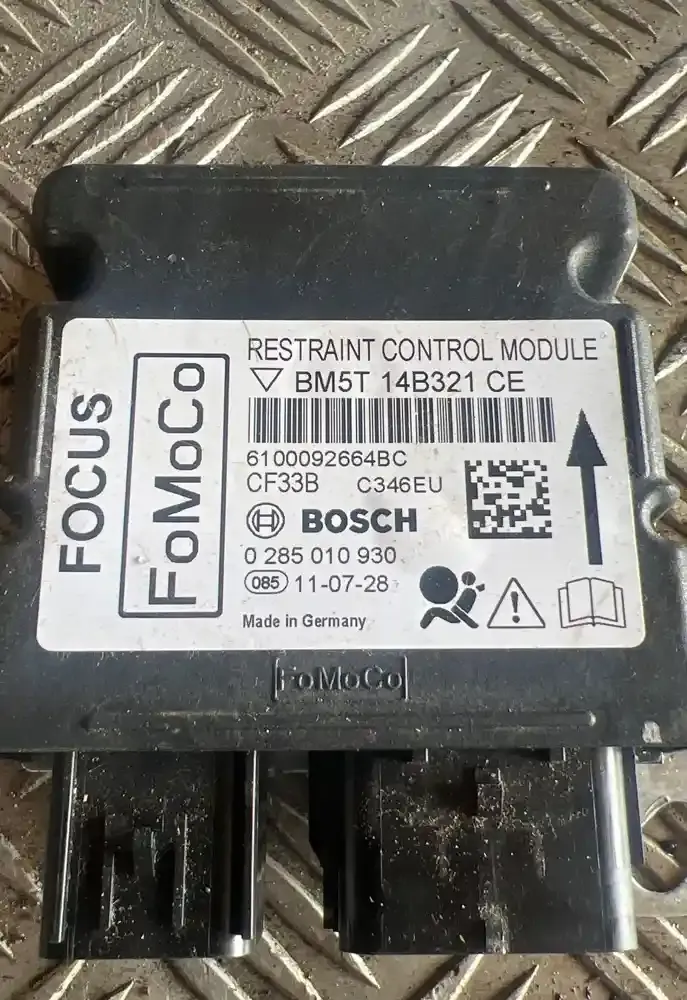 FOCUS
FoMoCo
RESTRAINT CONTROL MODULE
BM5T 14B321 CE
6100092664BC
CF33B C346EU
BOSCH
0 285 010 930
085 11-07-28
Made in Germany
FoMoCo